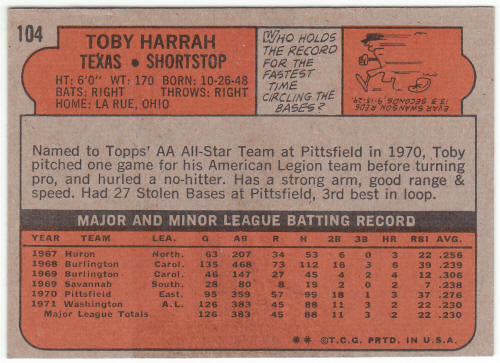 104
TOBY HARRAH
TEXAS • SHORTSTOP
HT: 6'0" WT: 170 BORN: 10-26-48
BATS: RIGHT THROWS: RIGHT
HOME: LA RUE, OHIO
WHO HOLDS
THE RECORD
FOR THE
FASTEST
TIME
CIRCLING THE
BASES?
EVAR SWANSON, REDS
13.3 SECONDS, 9-15-29
Named to Topps' AA All-Star Team at Pittsfield in 1970, Toby
pitched one game for his American Legion team before turning
pro, and hurled a no-hitter. Has a strong arm, good range &
speed. Had 27 Stolen Bases at Pittsfield, 3rd best in loop.
MAJOR AND MINOR LEAGUE BATTING RECORD
YEAR TEAM LEA. G AB R H 2B 3B HR RBI AVG.
1967 Huron North. 63 207 34 53 6 0 3 22 .256
1968 Burlington Carol. 135 468 73 112 16 3 6 39 .239
1969 Burlington Carol. 46 147 27 45 4 2 4 12 .306
1969 Savannah South. 28 80 8 19 2 0 2 7 .238
1970 Pittsfield East. 95 359 57 99 18 1 3 37 .276
1971 Washington A.L. 126 383 45 88 11 3 2 22 .230
Major League Totals 126 383 45 88 11 3 2 22 .230
** ©T.C.G. PRTD. IN U.S.A.